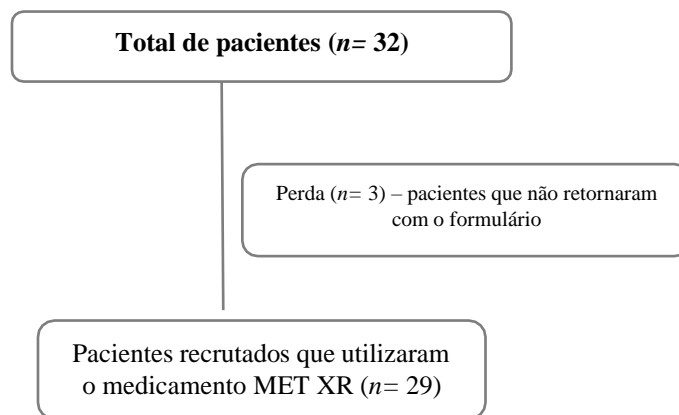 Total de pacientes (n= 32)
Perda (n= 3) – pacientes que não retornaram
com o formulário
Pacientes recrutados que utilizaram
o medicamento MET XR (n= 29)